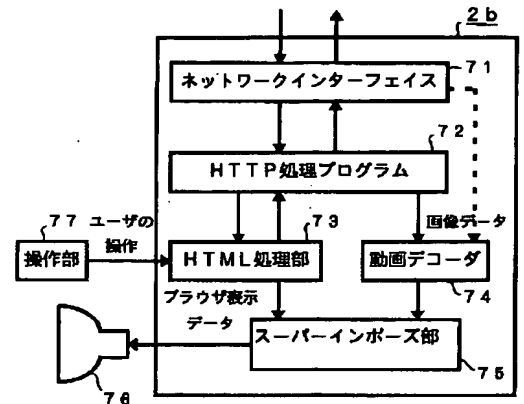 2b
71
ネットワークインターフェイス
72
HTTP処理プログラム
77
ユーザの
操作
73
画像データ
操作部
HTML処理部
動画デコーダ
ブラウザ表示
データ
74
スーパーインポーズ部
75
76